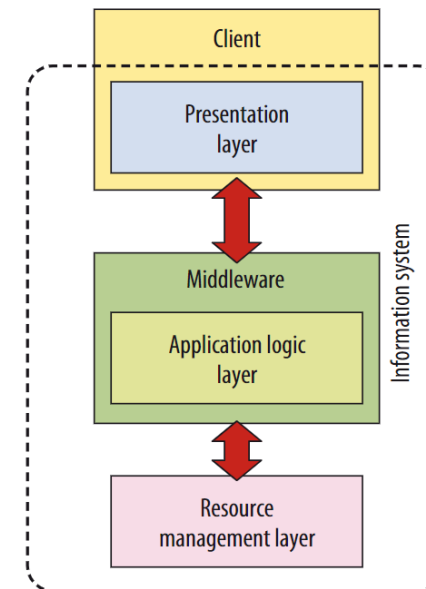 Client
Presentation
layer
Middleware
Application logic
layer
Information system
Resource
management layer